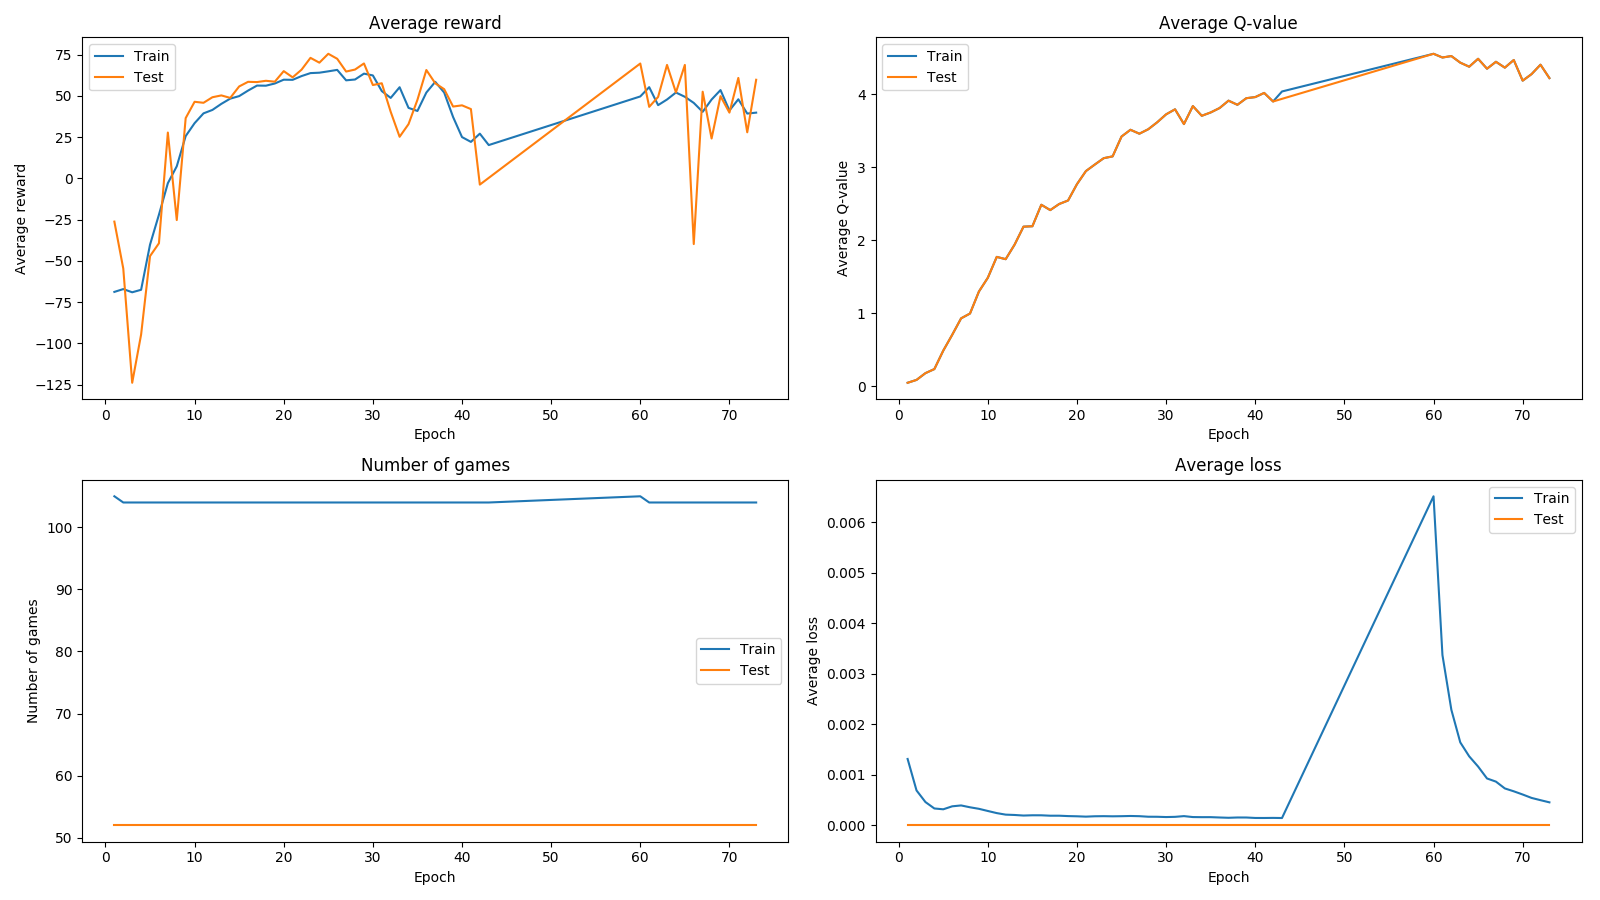 Average reward
Train
Test
75
50
25
0
−25
−50
−75
−100
−125
Average reward
0 10 20 30 40 50 60 70
Epoch
Average Q-value
Train
Test
4
3
2
1
0
Average Q-value
0 10 20 30 40 50 60 70
Epoch
Number of games
100
90
80
70
60
50
Number of games
Train
Test
0 10 20 30 40 50 60 70
Epoch
Average loss
Train
Test
0.006
0.005
0.004
0.003
0.002
0.001
0.000
Average loss
0 10 20 30 40 50 60 70
Epoch